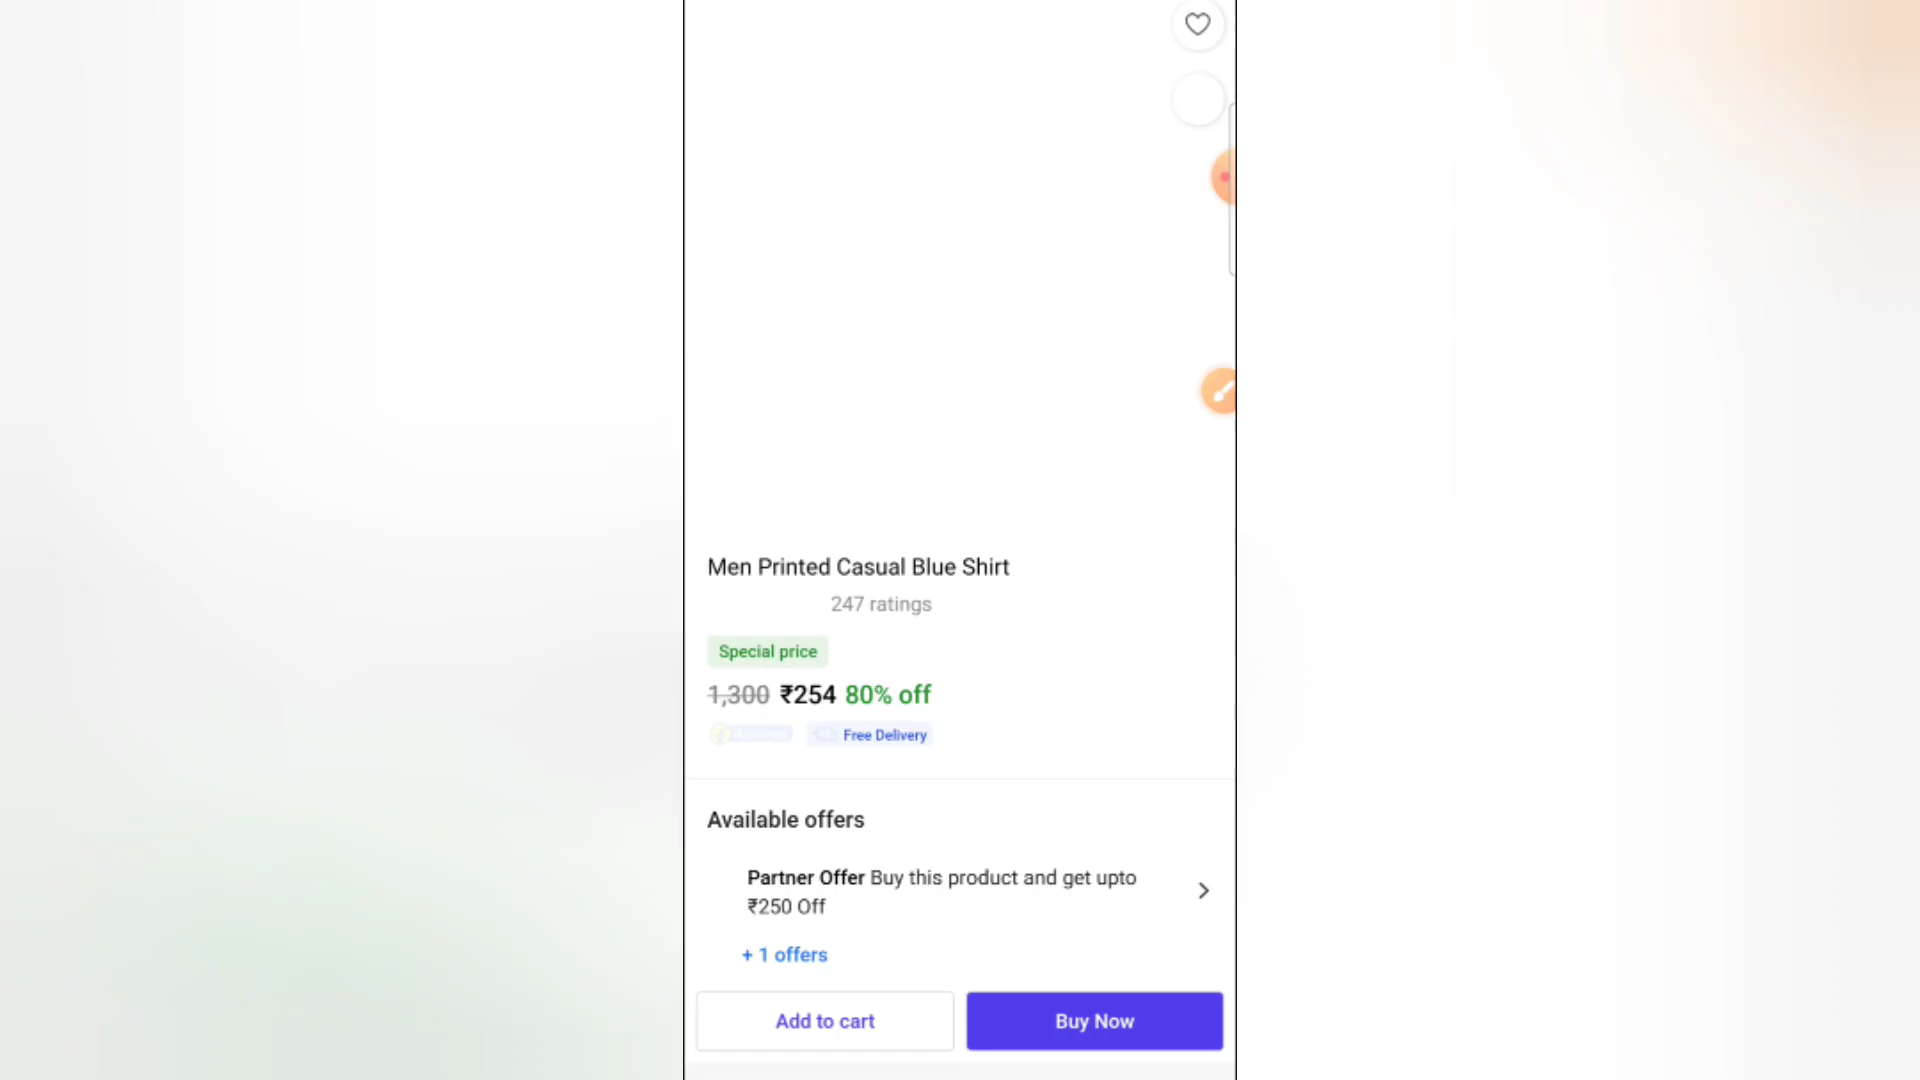 Men Printed Casual Blue Shirt
247 ratings
Special price
1,300 ₹254 80% off
Free Delivery
Available offers
Partner Offer Buy this product and get upto
₹250 Off
+ 1 offers
Add to cart
Buy Now